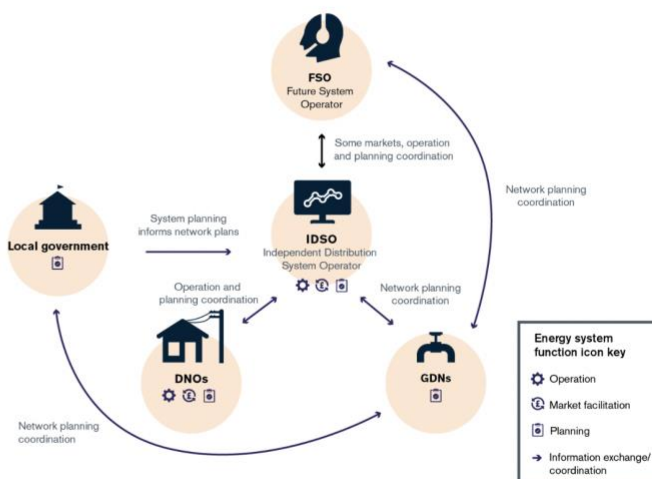 FSO
Future System
Operator
Some markets, operation
and planning coordination
Network planning
coordination
System planning
informs network plans
Local government
IDSO
Independent Distribution
System Operator
Operation and
planning coordination
Network planning
coordination
DNOs
GDNs
Network planning
coordination
Energy system
function icon key
Operation
Market facilitation
Planning
Information exchange/
coordination